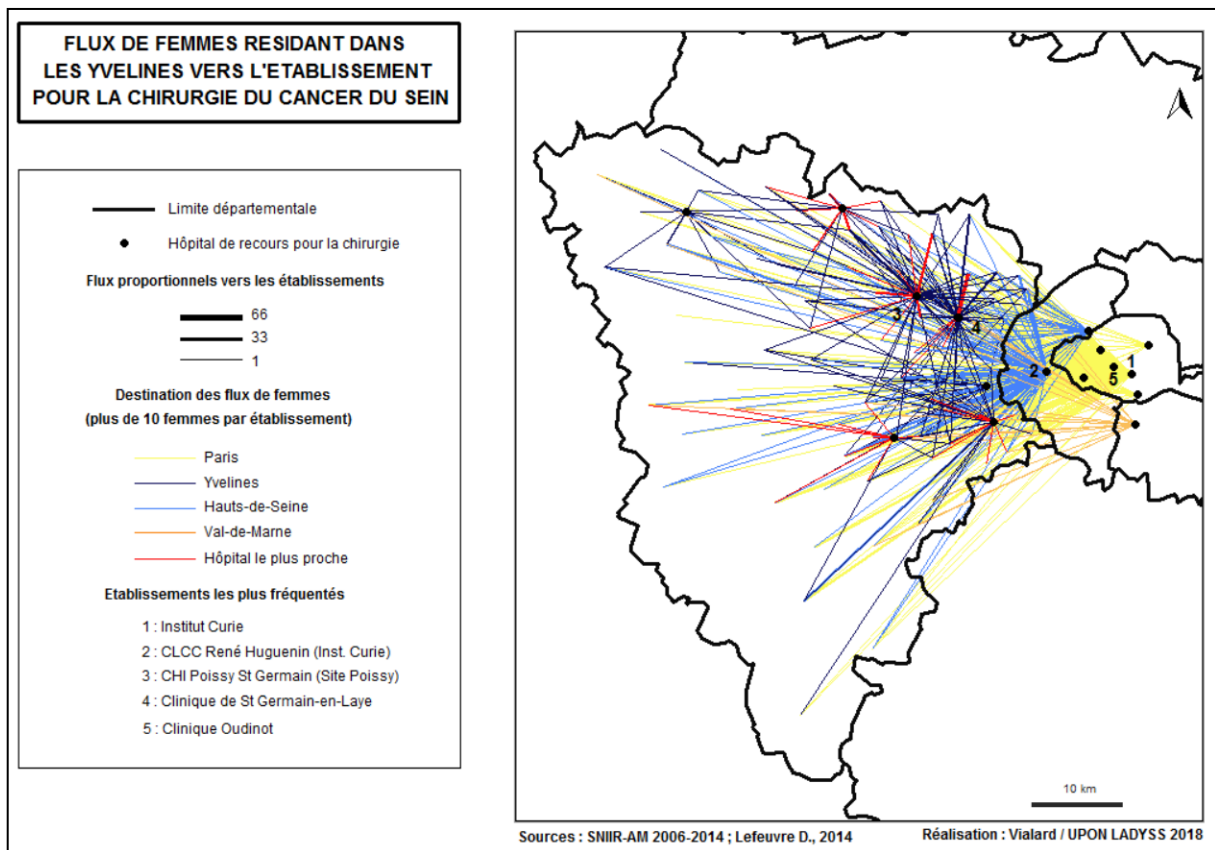 FLUX DE FEMMES RESIDANT DANS
LES YVELINES VERS L'ETABLISSEMENT
POUR LA CHIRURGIE DU CANCER DU SEIN
Limite départementale
Hôpital de recours pour la chirurgie
Flux proportionnels vers les établissements
66
33
1
Destination des flux de femmes
(plus de 10 femmes par établissement)
Paris
Yvelines
Hauts-de-Seine
Val-de-Marne
Hôpital le plus proche
Etablissements les plus fréquentés
1 : Institut Curie
2 : CLCC René Huguenin (Inst. Curie)
3 : CHI Poissy St Germain (Site Poissy)
4 : Clinique de St Germain-en-Laye
5 : Clinique Oudinot
3
4
2
1
5
10 km
Sources : SNIIR-AM 2006-2014 ; Lefeuvre D., 2014
Réalisation : Vialard / UPON LADYSS 2018